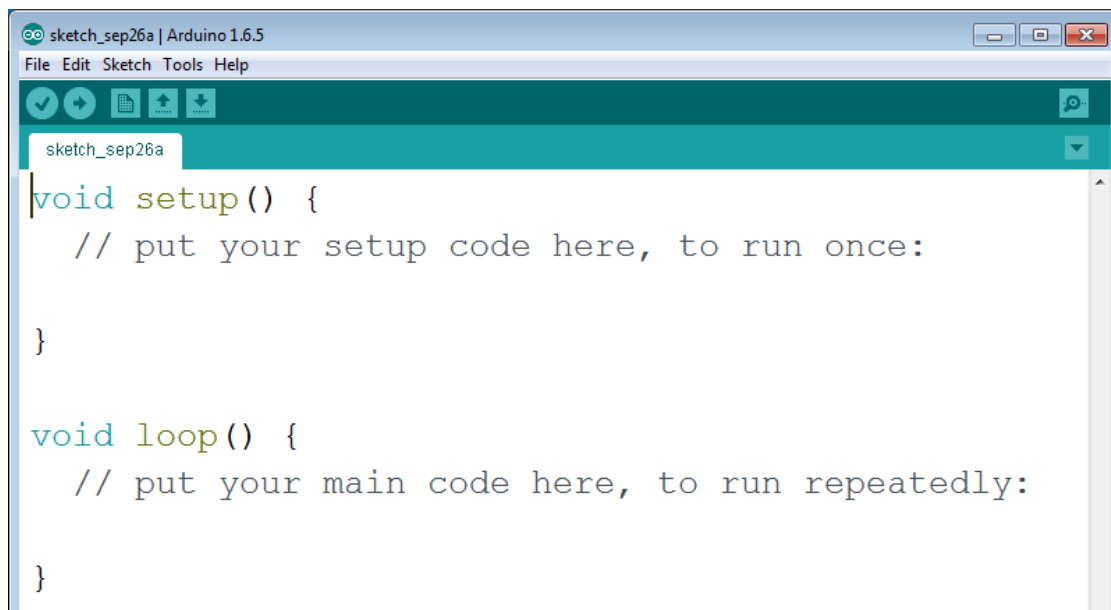 sketch_sep26a | Arduino 1.6.5
File Edit Sketch Tools Help
sketch_sep26a
void setup() {
  // put your setup code here, to run once:
}
void loop() {
  // put your main code here, to run repeatedly:
}